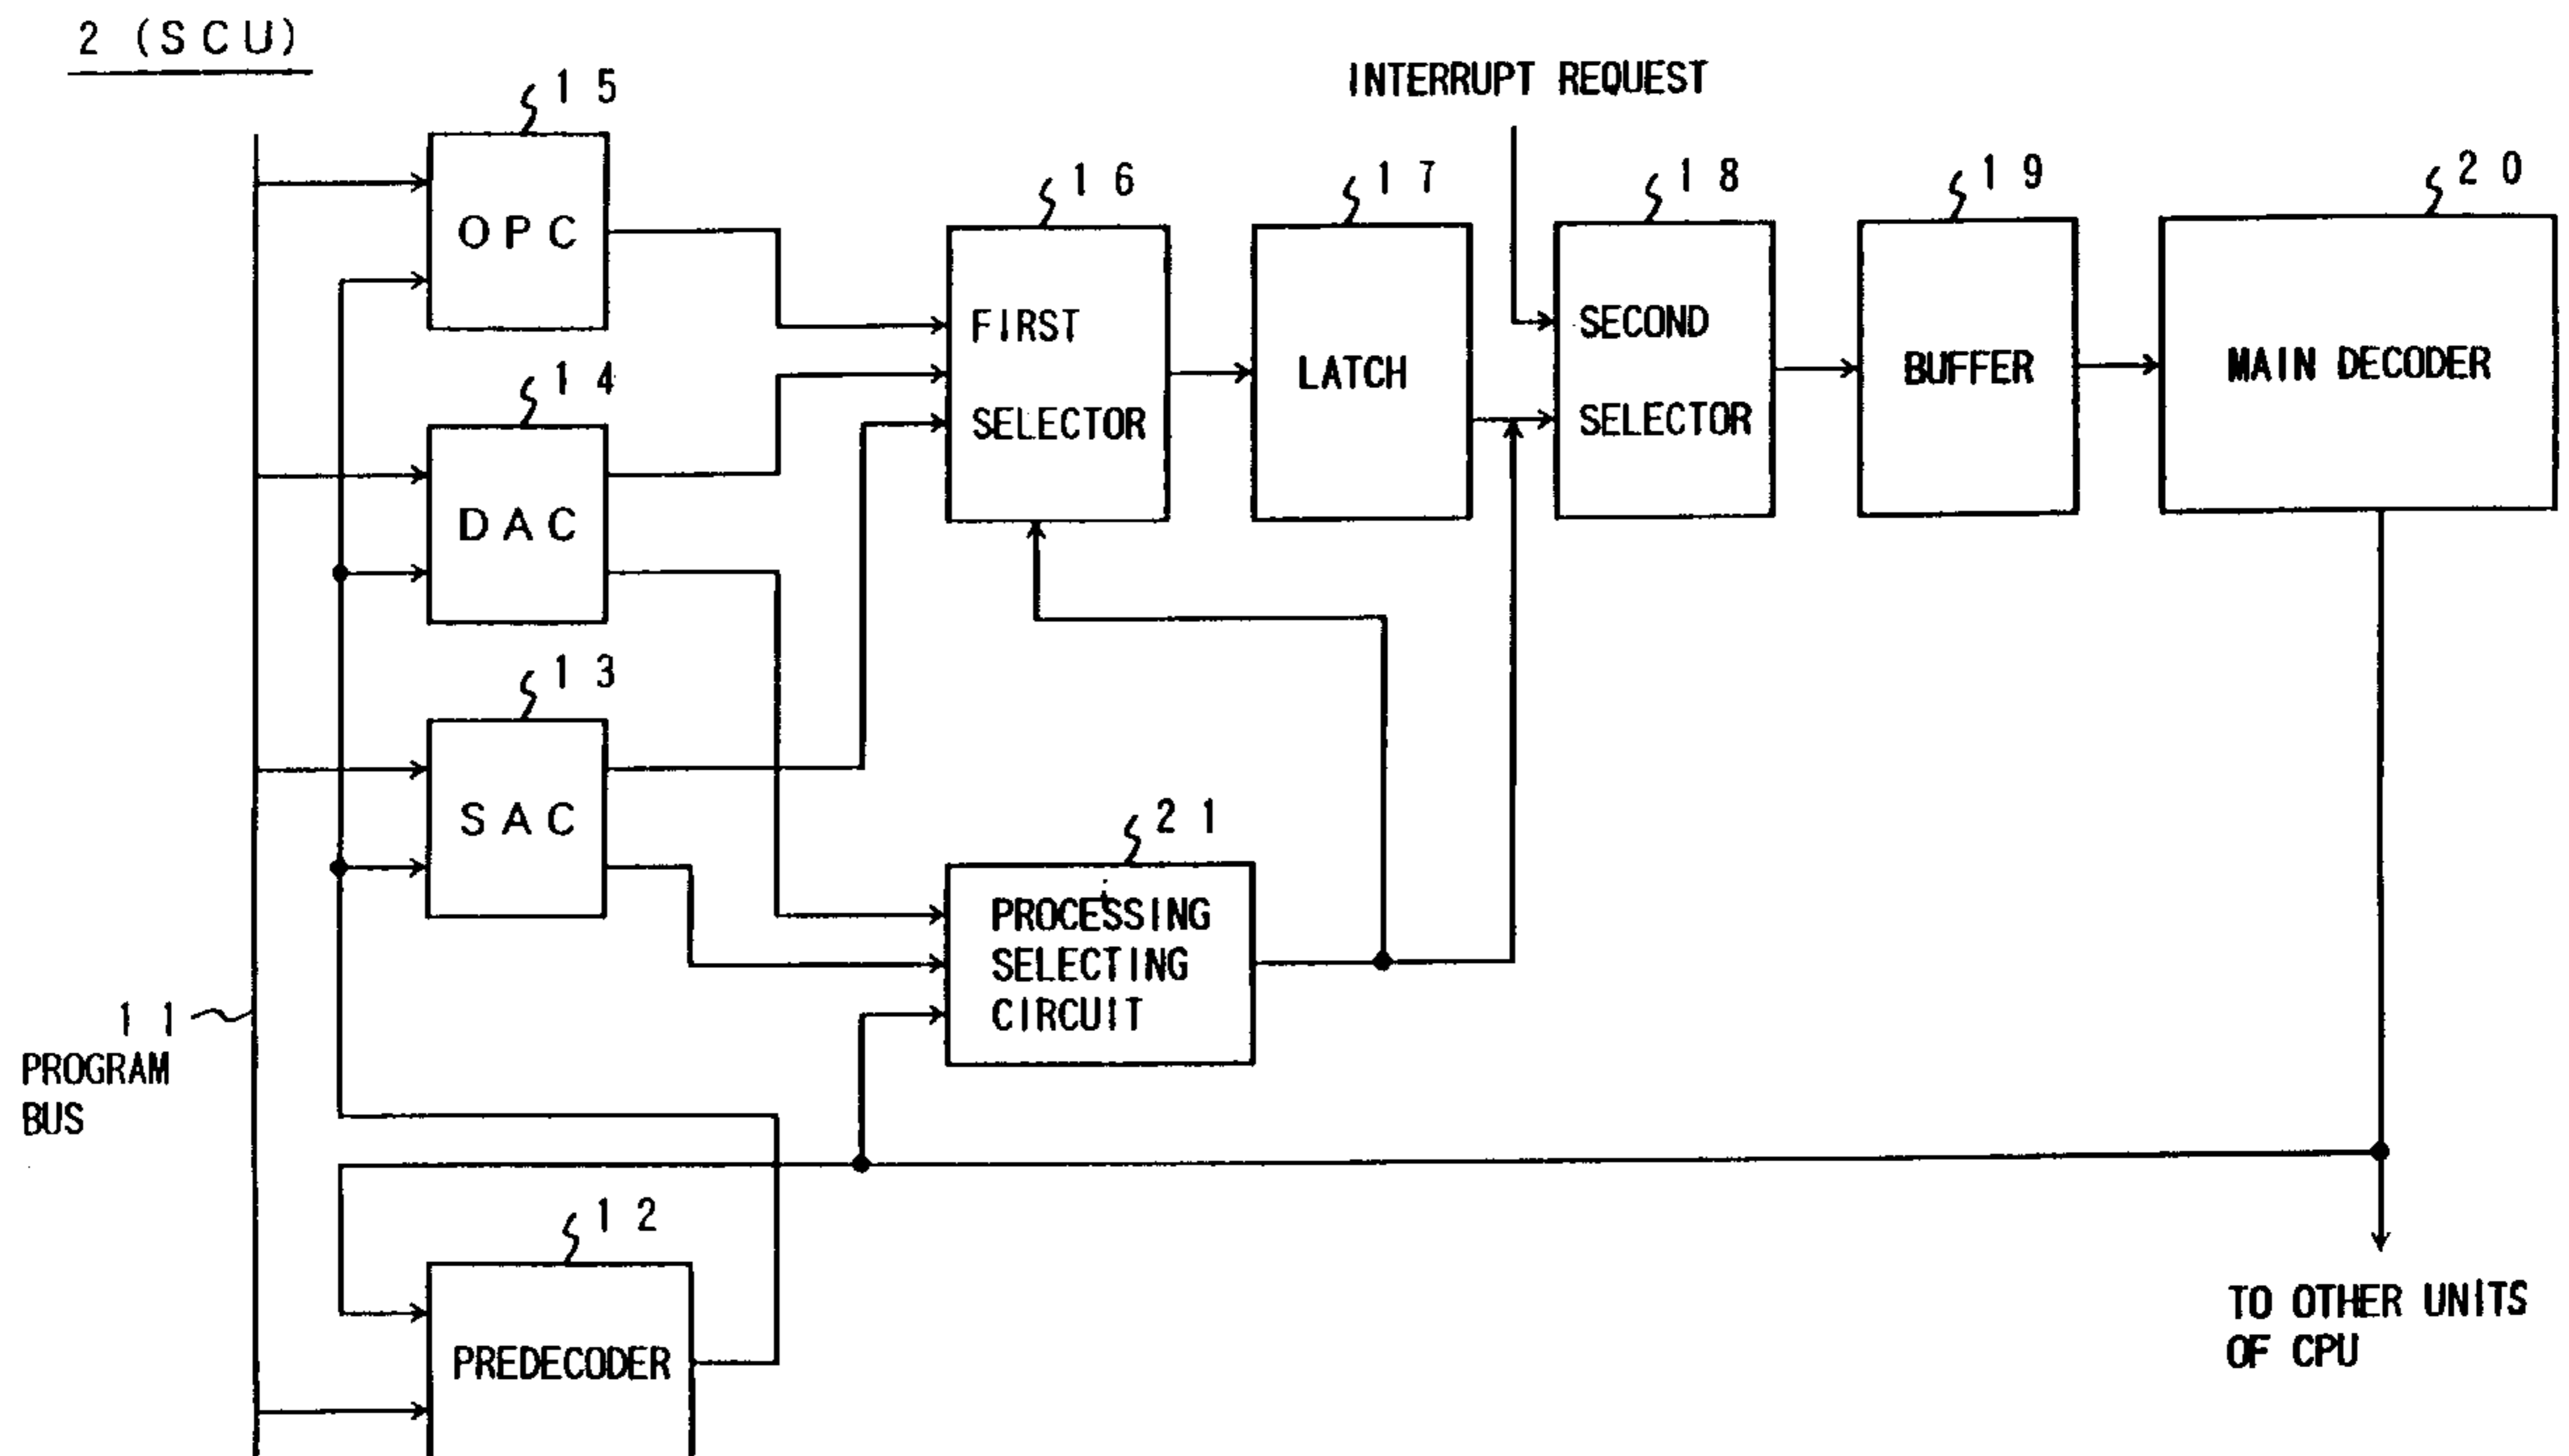 2 (SCU)
INTERRUPT REQUEST
15
OPC
16
FIRST
SELECTOR
17
LATCH
18
SECOND
SELECTOR
19
BUFFER
20
MAIN DECODER
14
DAC
13
SAC
21
PROCESSING
SELECTING
CIRCUIT
11
PROGRAM
BUS
12
PREDECODER
TO OTHER UNITS
OF CPU